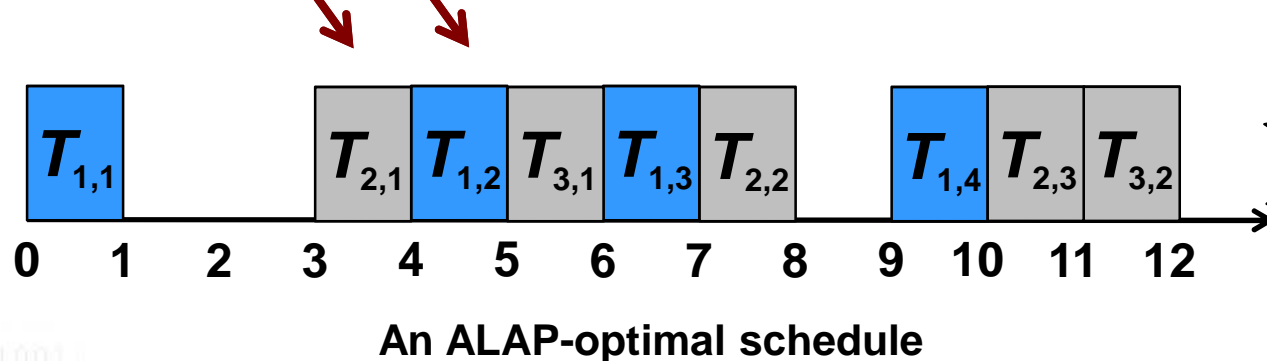 T1,1 T2,1 T1,2 T3,1 T1,3 T2,2 T1,4 T2,3 T3,2
0 1 2 3 4 5 6 7 8 9 10 11 12
An ALAP-optimal schedule